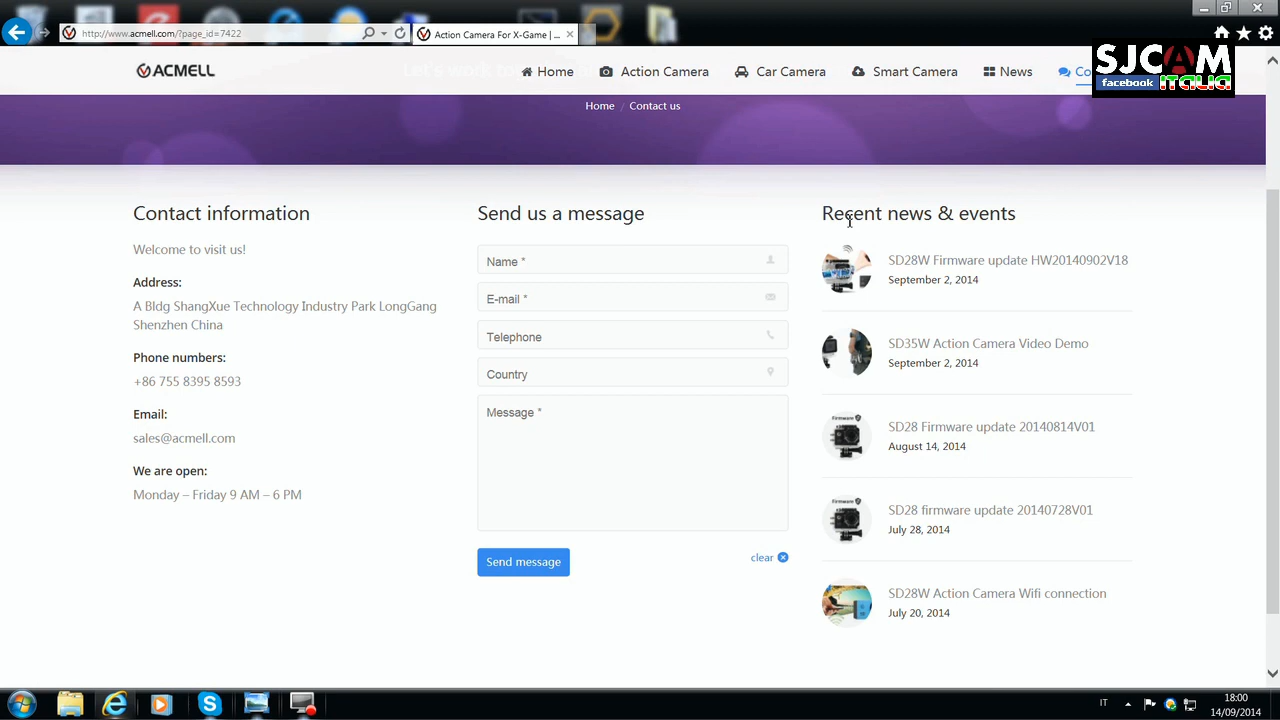 http://www.acmell.com/?page_id=7422
Action Camera For X-Game | ...
ACMELL
Home
Action Camera
Car Camera
Smart Camera
News
Co
SJCAM
facebook ITALIA
Home / Contact us
Contact information
Welcome to visit us!
Address:
A Bldg ShangXue Technology Industry Park LongGang
Shenzhen China
Phone numbers:
+86 755 8395 8593
Email:
sales@acmell.com
We are open:
Monday – Friday 9 AM – 6 PM
Send us a message
Name *
E-mail *
Telephone
Country
Message *
Send message
clear
Recent news & events
SD28W Firmware update HW20140902V18
September 2, 2014
SD35W Action Camera Video Demo
September 2, 2014
Firmware
SD28 Firmware update 20140814V01
August 14, 2014
Firmware
SD28 firmware update 20140728V01
July 28, 2014
SD28W Action Camera Wifi connection
July 20, 2014
IT
18:00
14/09/2014